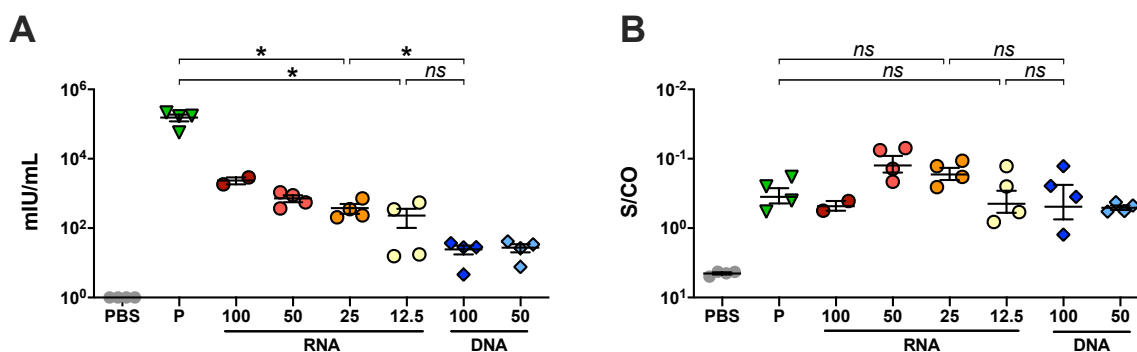 A
* *
* ns
mIU/mL
10⁶
10⁴
10²
10⁰
PBS P 100 50 25 12.5 100 50
RNA DNA
B
ns ns
ns ns
S/CO
10⁻²
10⁻¹
10⁰
10¹
PBS P 100 50 25 12.5 100 50
RNA DNA